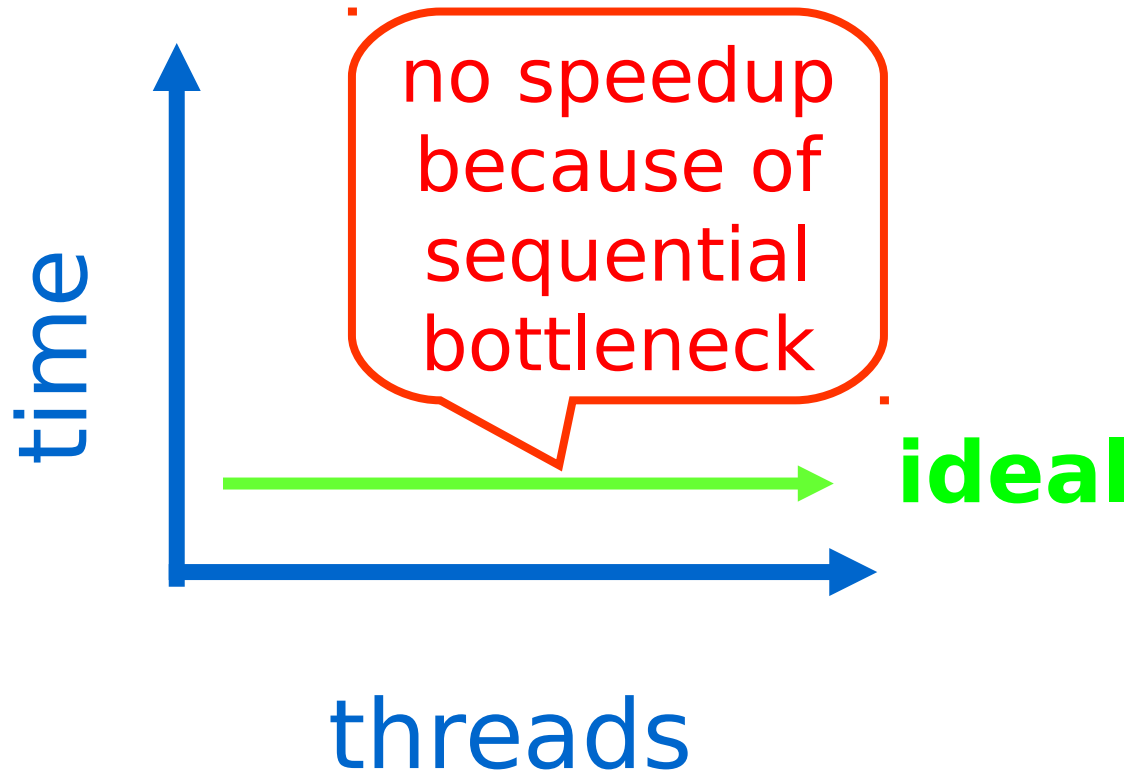 no speedup
because of
sequential
bottleneck
time
ideal
threads